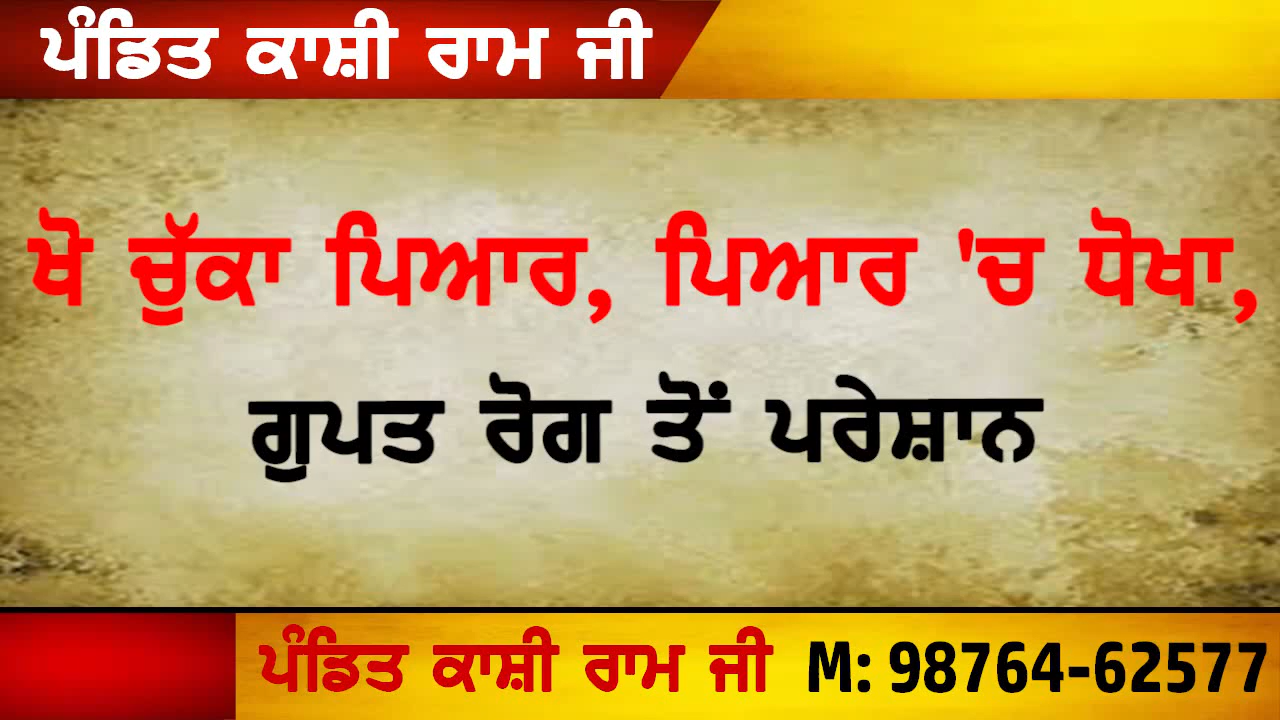 ਪੰਡਿਤ ਕਾਸ਼ੀ ਰਾਮ ਜੀ
ਖੋ ਚੁੱਕਾ ਪਿਆਰ, ਪਿਆਰ 'ਚ ਧੋਖਾ,
ਗੁਪਤ ਰੋਗ ਤੋਂ ਪਰੇਸ਼ਾਨ
ਪੰਡਿਤ ਕਾਸ਼ੀ ਰਾਮ ਜੀ M: 98764-62577